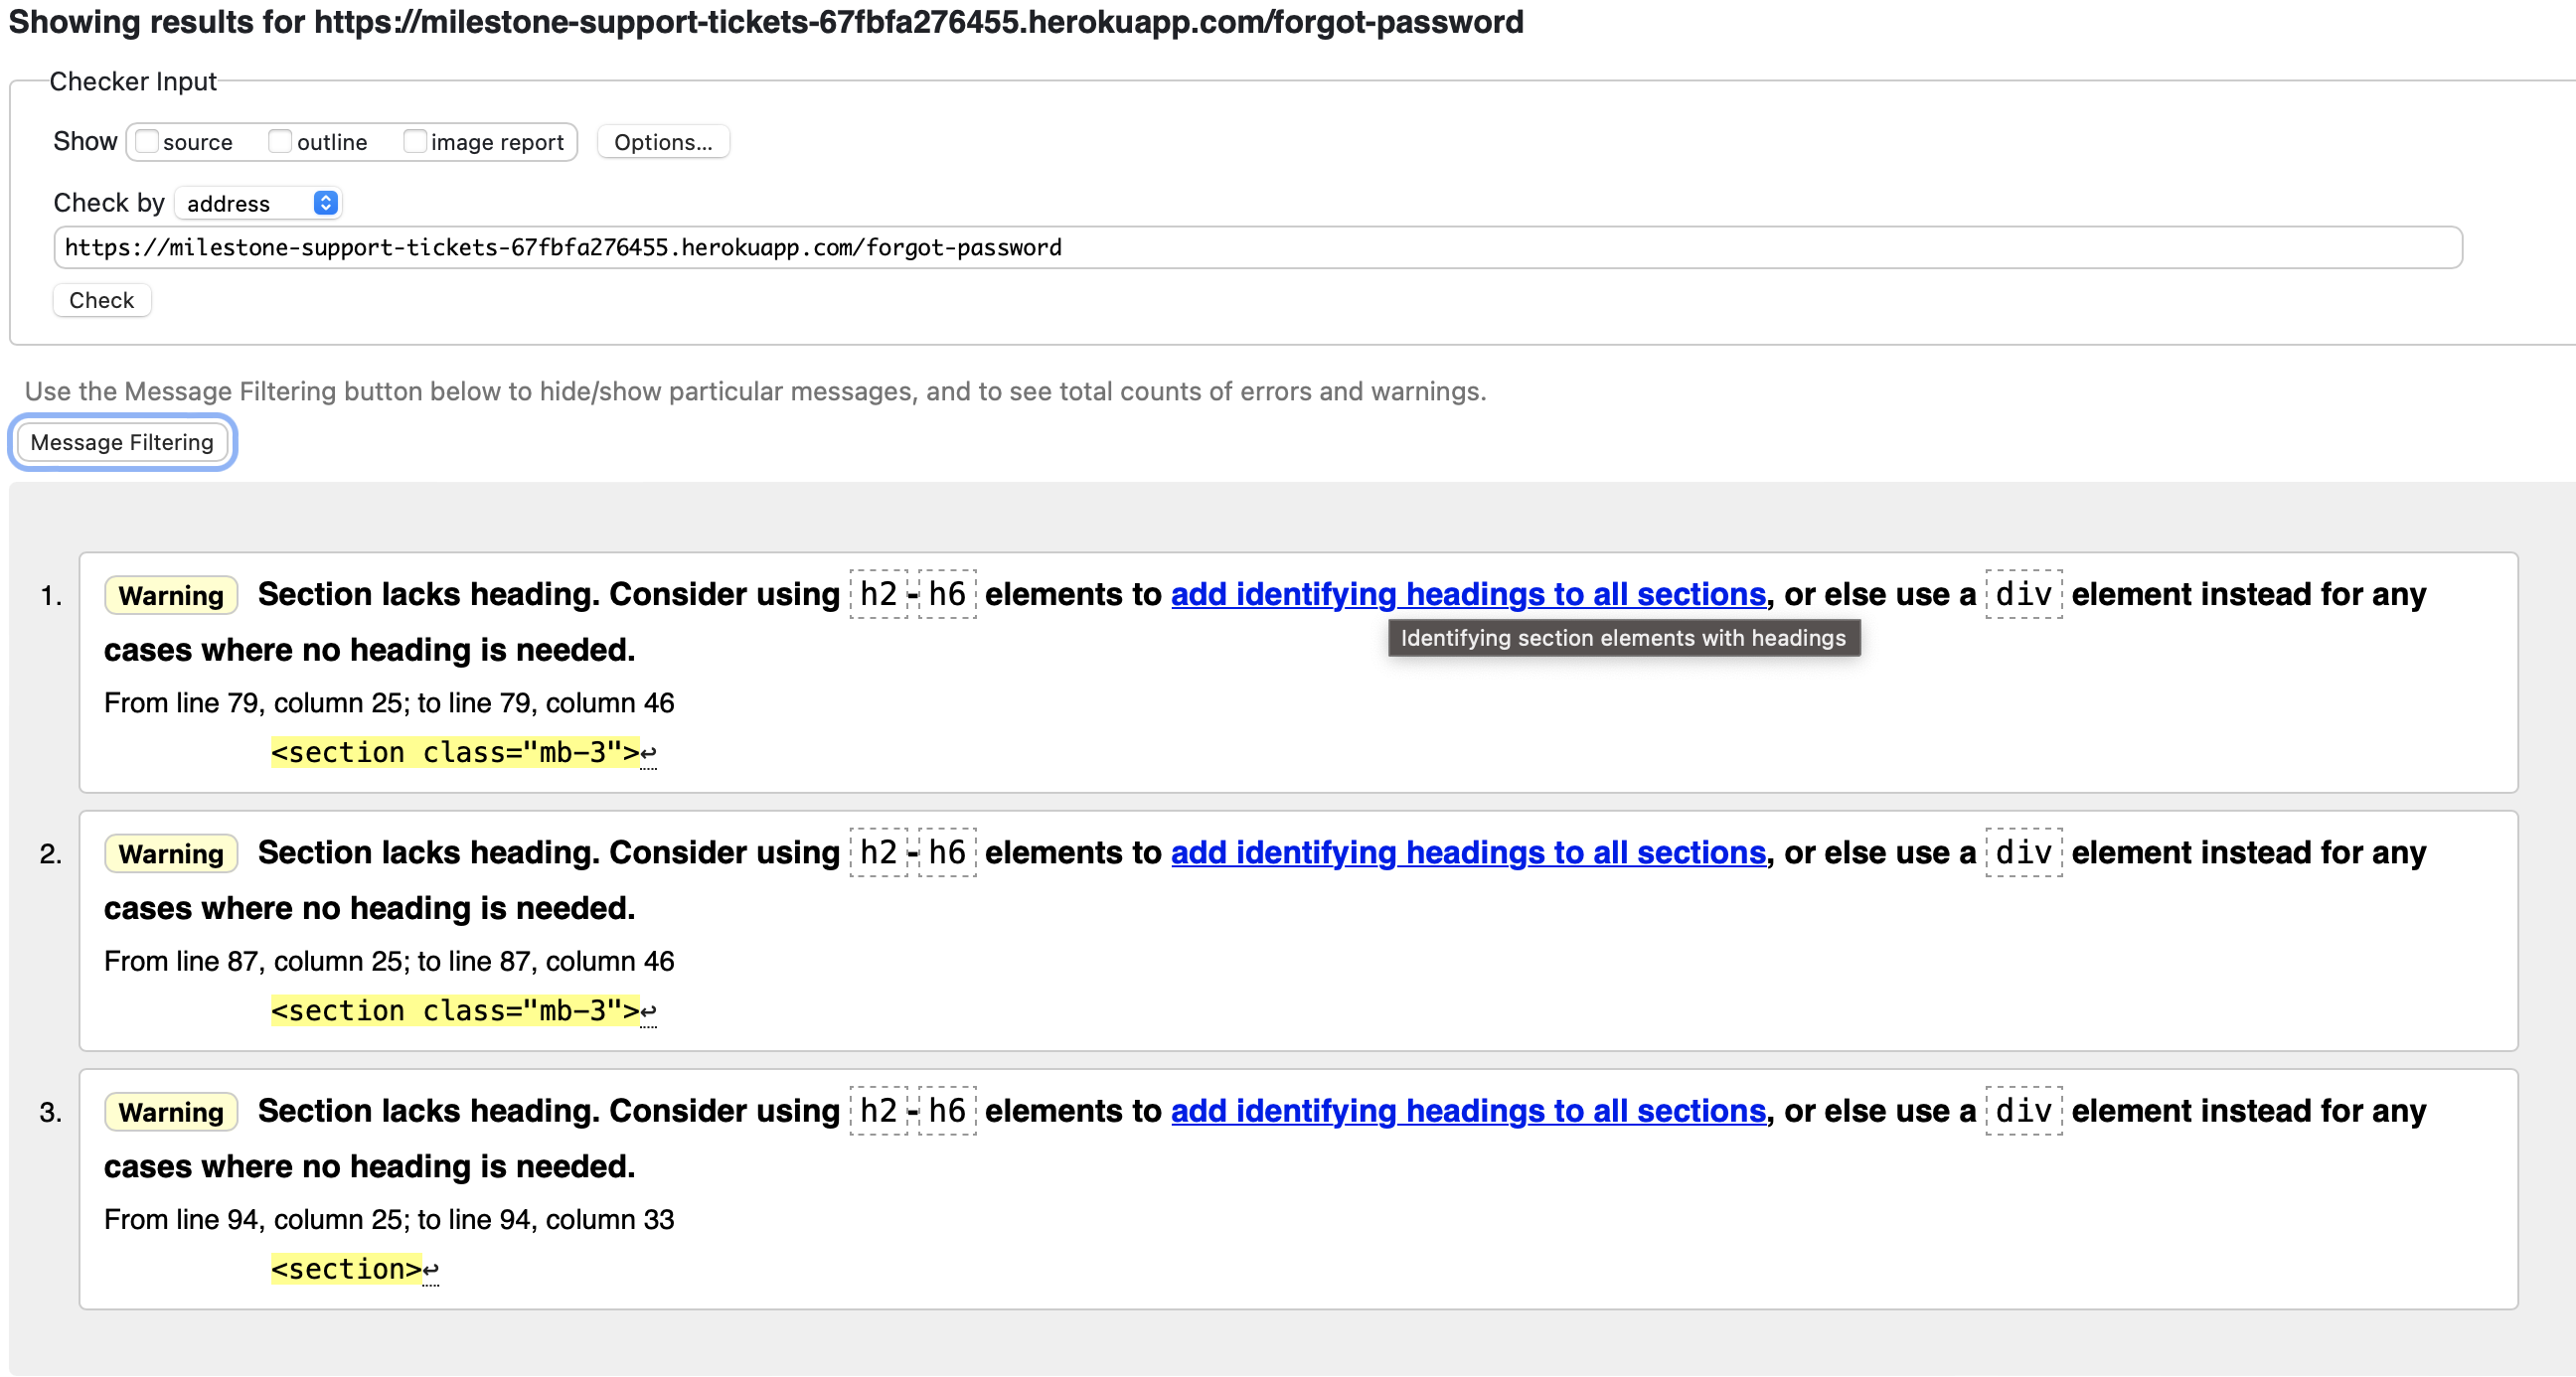 Showing results for https://milestone-support-tickets-67fbfa276455.herokuapp.com/forgot-password
Checker Input
Show source outline image report Options...
Check by address
https://milestone-support-tickets-67fbfa276455.herokuapp.com/forgot-password
Check
Use the Message Filtering button below to hide/show particular messages, and to see total counts of errors and warnings.
Message Filtering
1. Warning Section lacks heading. Consider using h2-h6 elements to add identifying headings to all sections, or else use a div element instead for any
Identifying section elements with headings
cases where no heading is needed.
From line 79, column 25; to line 79, column 46
<section class="mb-3">↩
2. Warning Section lacks heading. Consider using h2-h6 elements to add identifying headings to all sections, or else use a div element instead for any
cases where no heading is needed.
From line 87, column 25; to line 87, column 46
<section class="mb-3">↩
3. Warning Section lacks heading. Consider using h2-h6 elements to add identifying headings to all sections, or else use a div element instead for any
cases where no heading is needed.
From line 94, column 25; to line 94, column 33
<section>↩